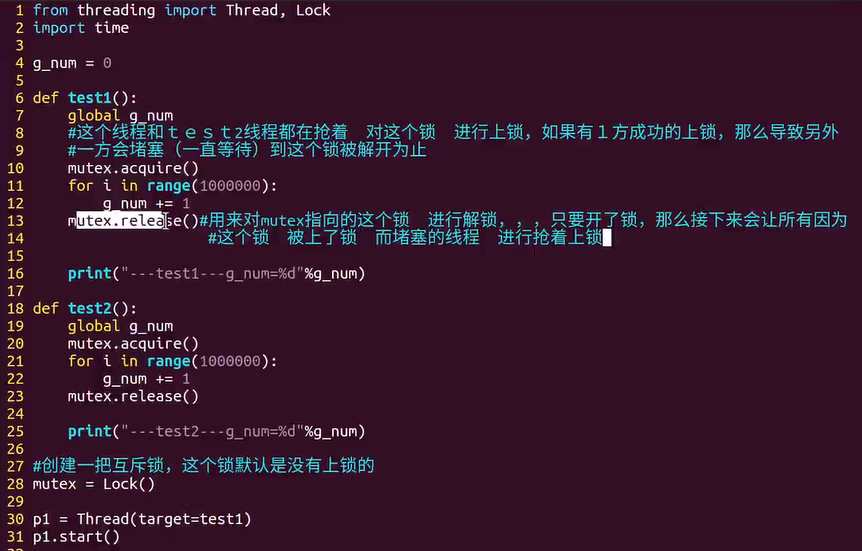 1 from threading import Thread, Lock
2 import time
3
4 g_num = 0
5
6 def test1():
7     global g_num
8     #这个线程和ｔｅｓｔ2线程都在抢着　对这个锁　进行上锁，如果有１方成功的上锁，那么导致另外
9     #一方会堵塞（一直等待）到这个锁被解开为止
10     mutex.acquire()
11     for i in range(1000000):
12         g_num += 1
13     mutex.release()#用来对mutex指向的这个锁　进行解锁，，，只要开了锁，那么接下来会让所有因为
14                     #这个锁　被上了锁　而堵塞的线程　进行抢着上锁
15
16     print("---test1---g_num=%d"%g_num)
17
18 def test2():
19     global g_num
20     mutex.acquire()
21     for i in range(1000000):
22         g_num += 1
23     mutex.release()
24
25     print("---test2---g_num=%d"%g_num)
26
27 #创建一把互斥锁，这个锁默认是没有上锁的
28 mutex = Lock()
29
30 p1 = Thread(target=test1)
31 p1.start()